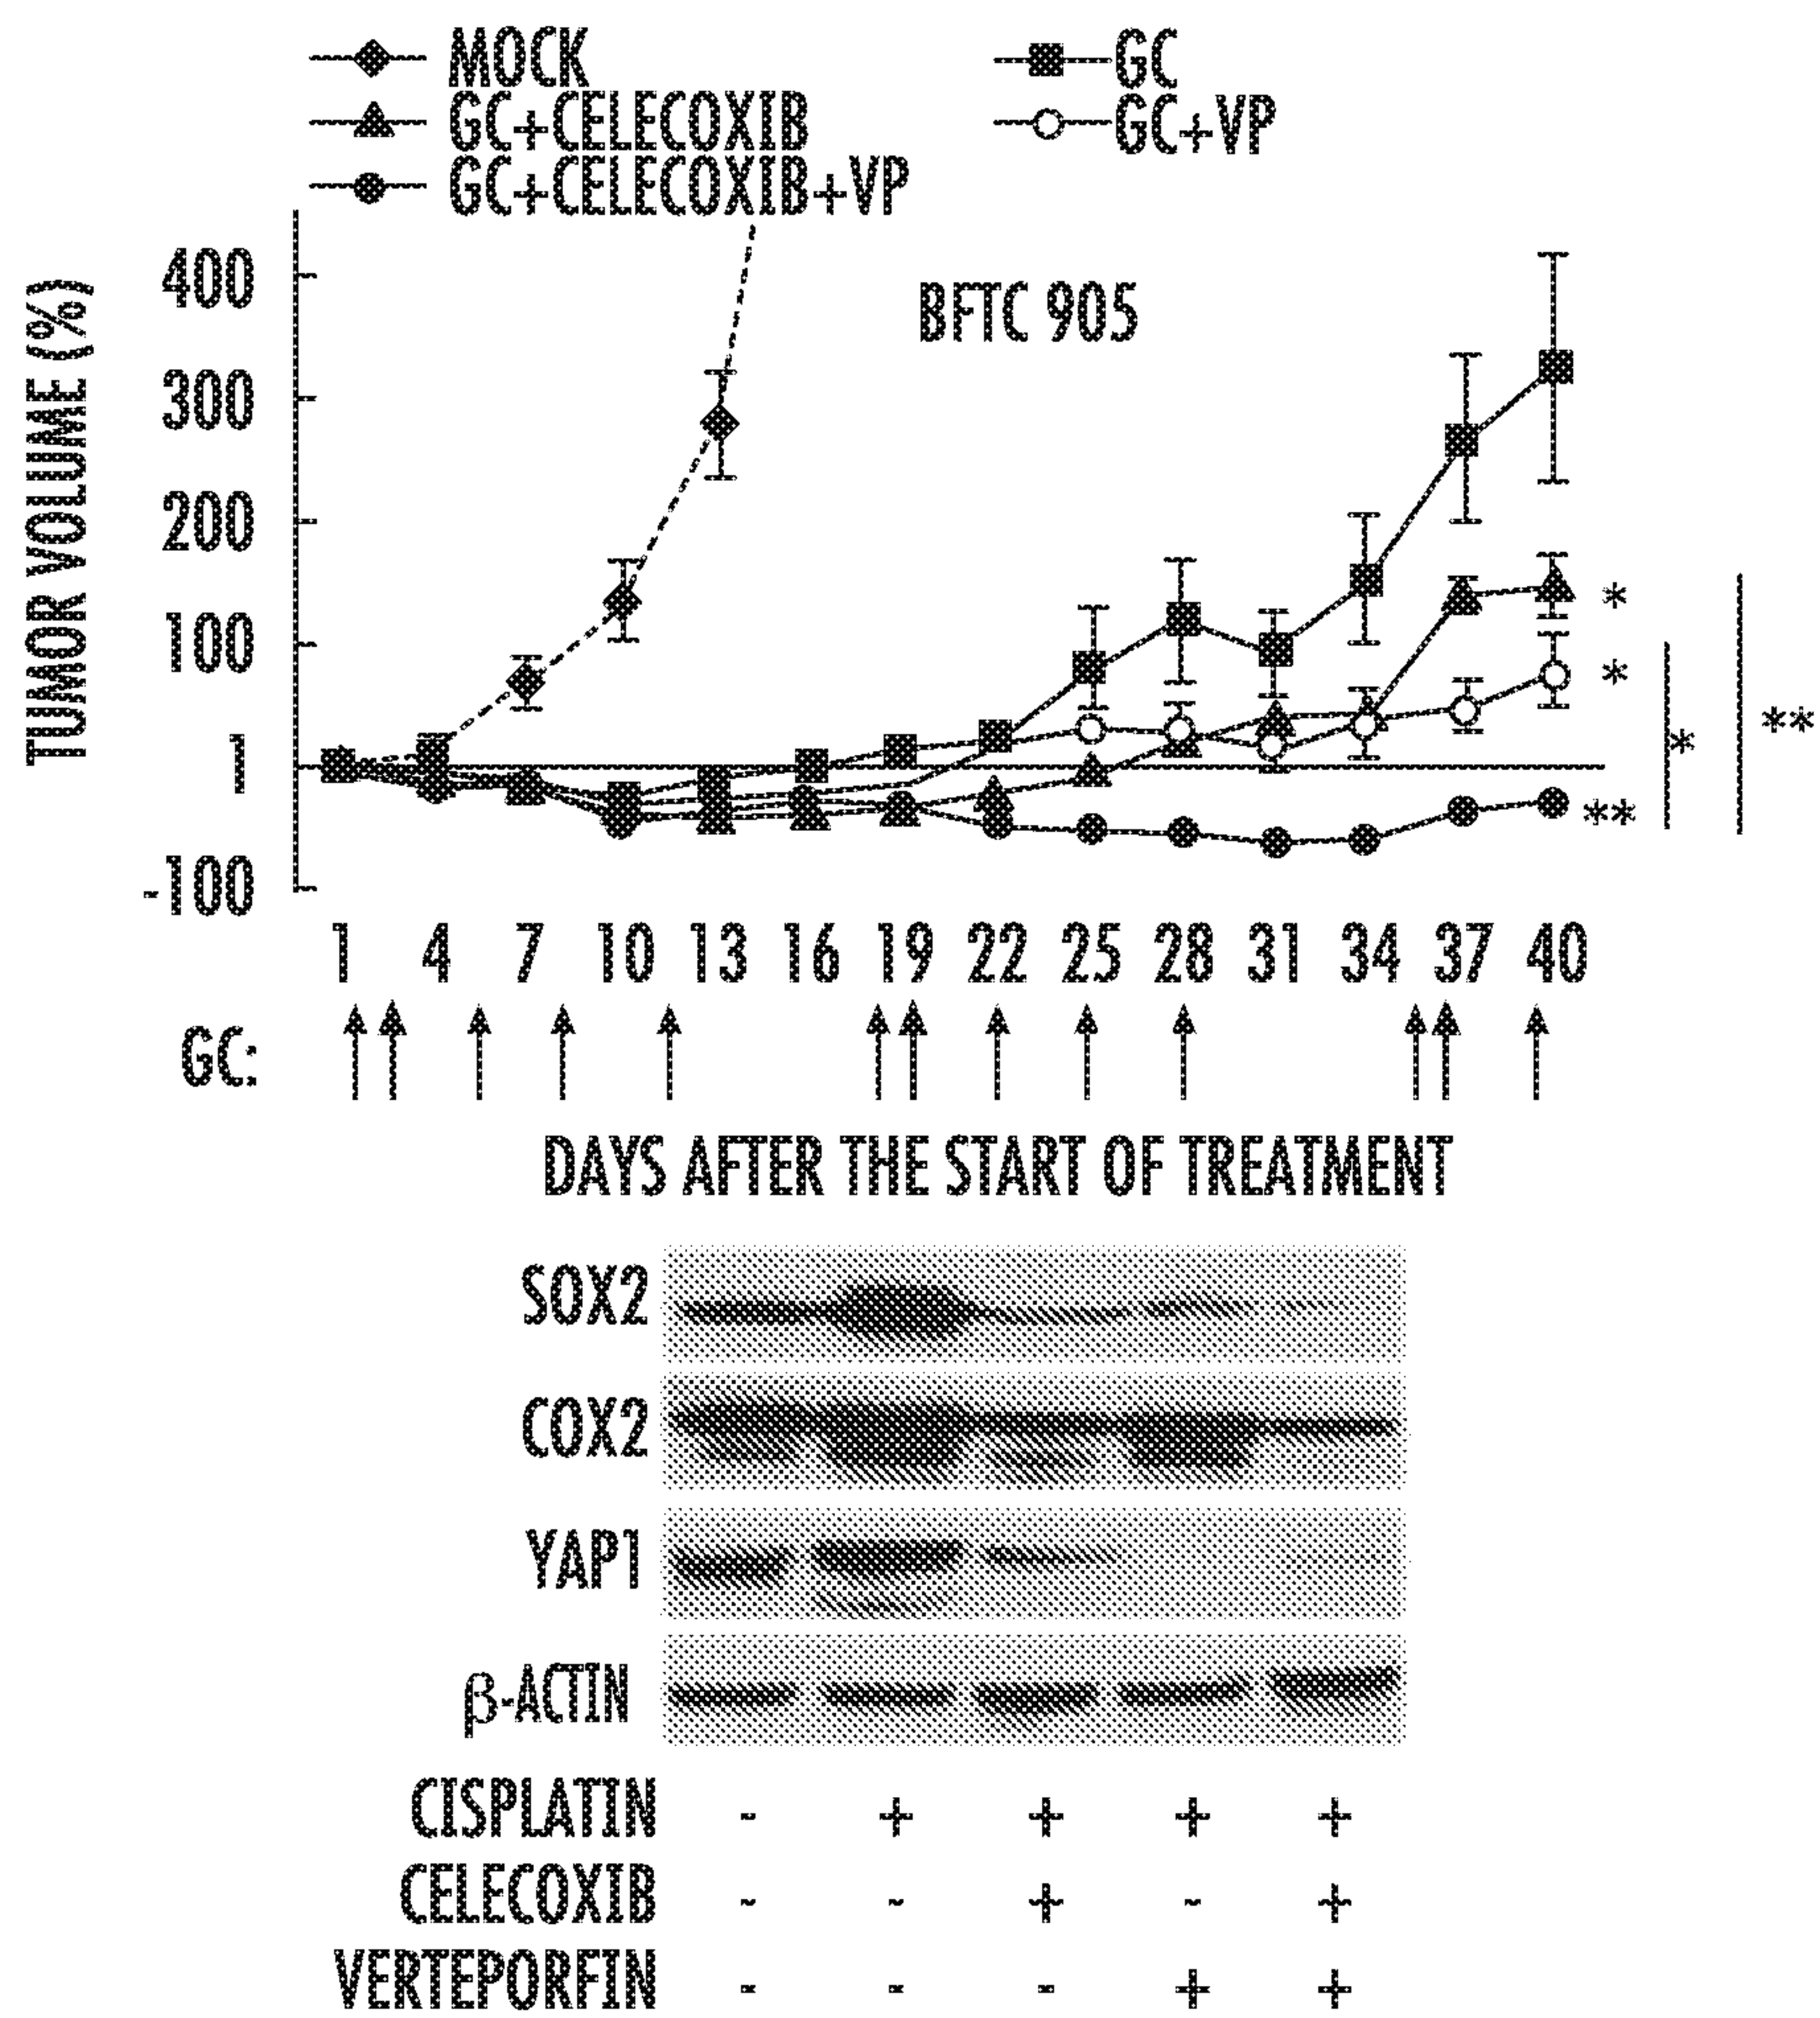 MOCK GC
GC+CELECOXIB GC+VP
GC+CELECOXIB+VP
TUMOR VOLUME (%)
400
300
200
100
1
-100
BFTC 905
*
*
**
*
**
1 4 7 10 13 16 19 22 25 28 31 34 37 40
GC:
DAYS AFTER THE START OF TREATMENT
SOX2
COX2
YAP1
β-ACTIN
CISPLATIN - + + + +
CELECOXIB - - + - +
VERTEPORFIN - - - + +